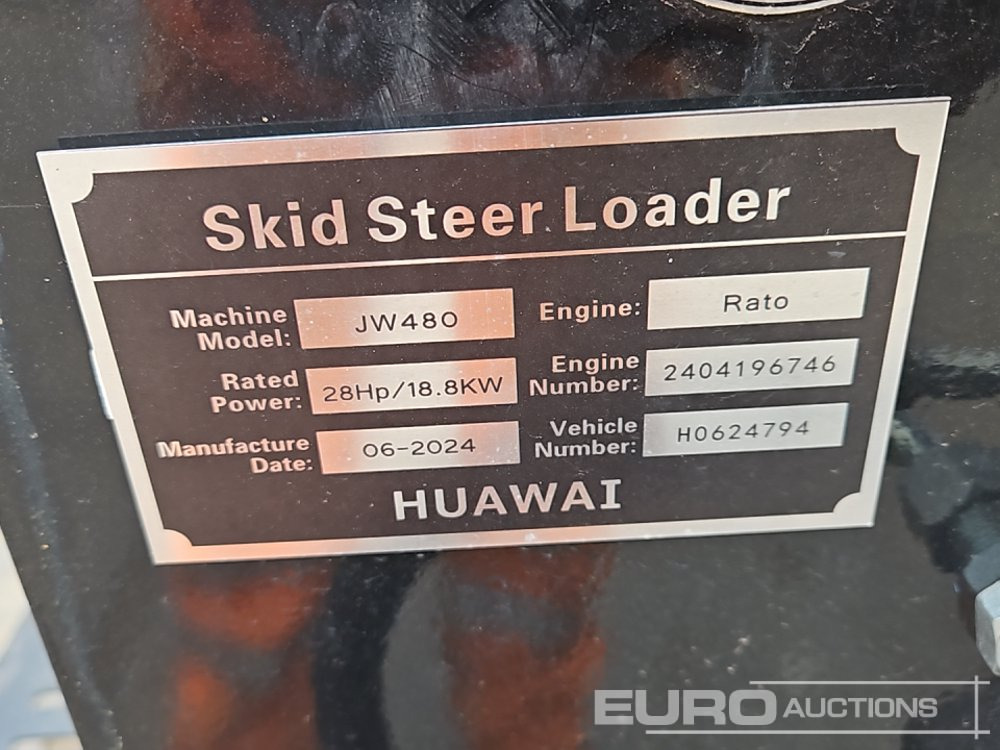 Skid Steer Loader
Machine Model: JW480
Engine: Rato
Rated Power: 28Hp/18.8KW
Engine Number: 2404196746
Manufacture Date: 06-2024
Vehicle Number: H0624794
HUAWAI
EURO AUCTIONS